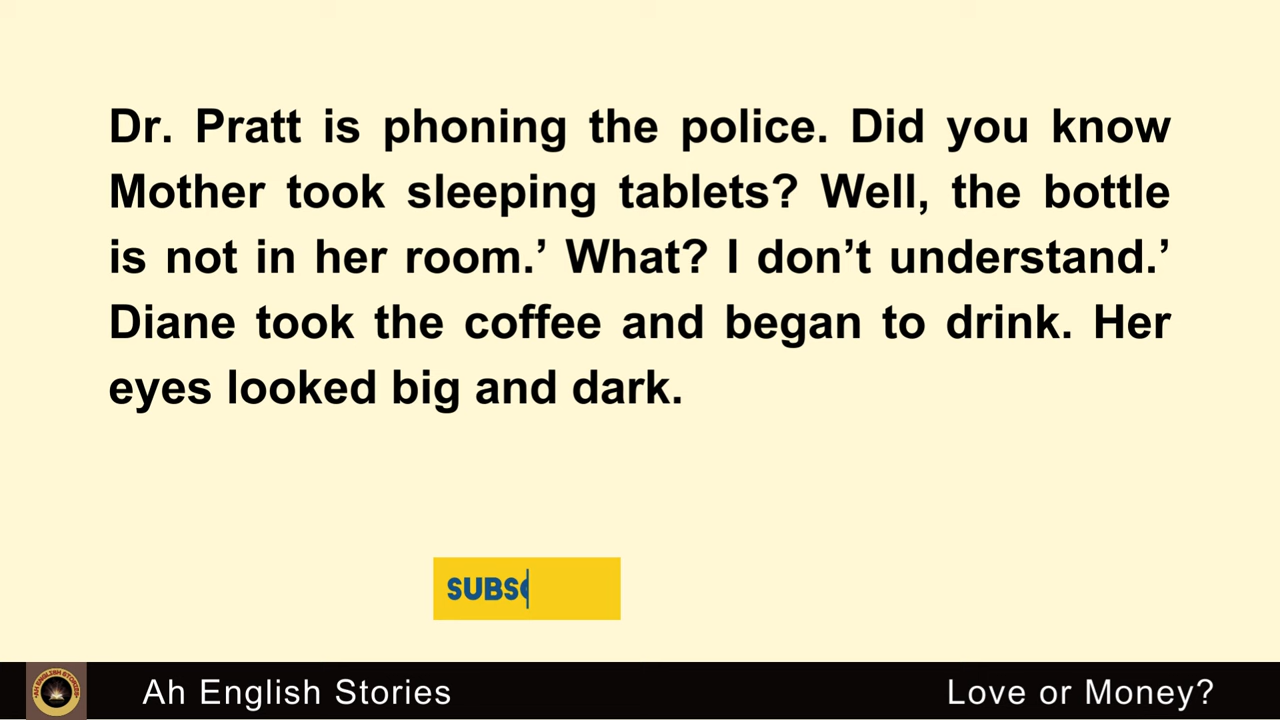 Dr. Pratt is phoning the police. Did you know
Mother took sleeping tablets? Well, the bottle
is not in her room.’ What? I don’t understand.’
Diane took the coffee and began to drink. Her
eyes looked big and dark.
SUBS
Ah English Stories
Love or Money?